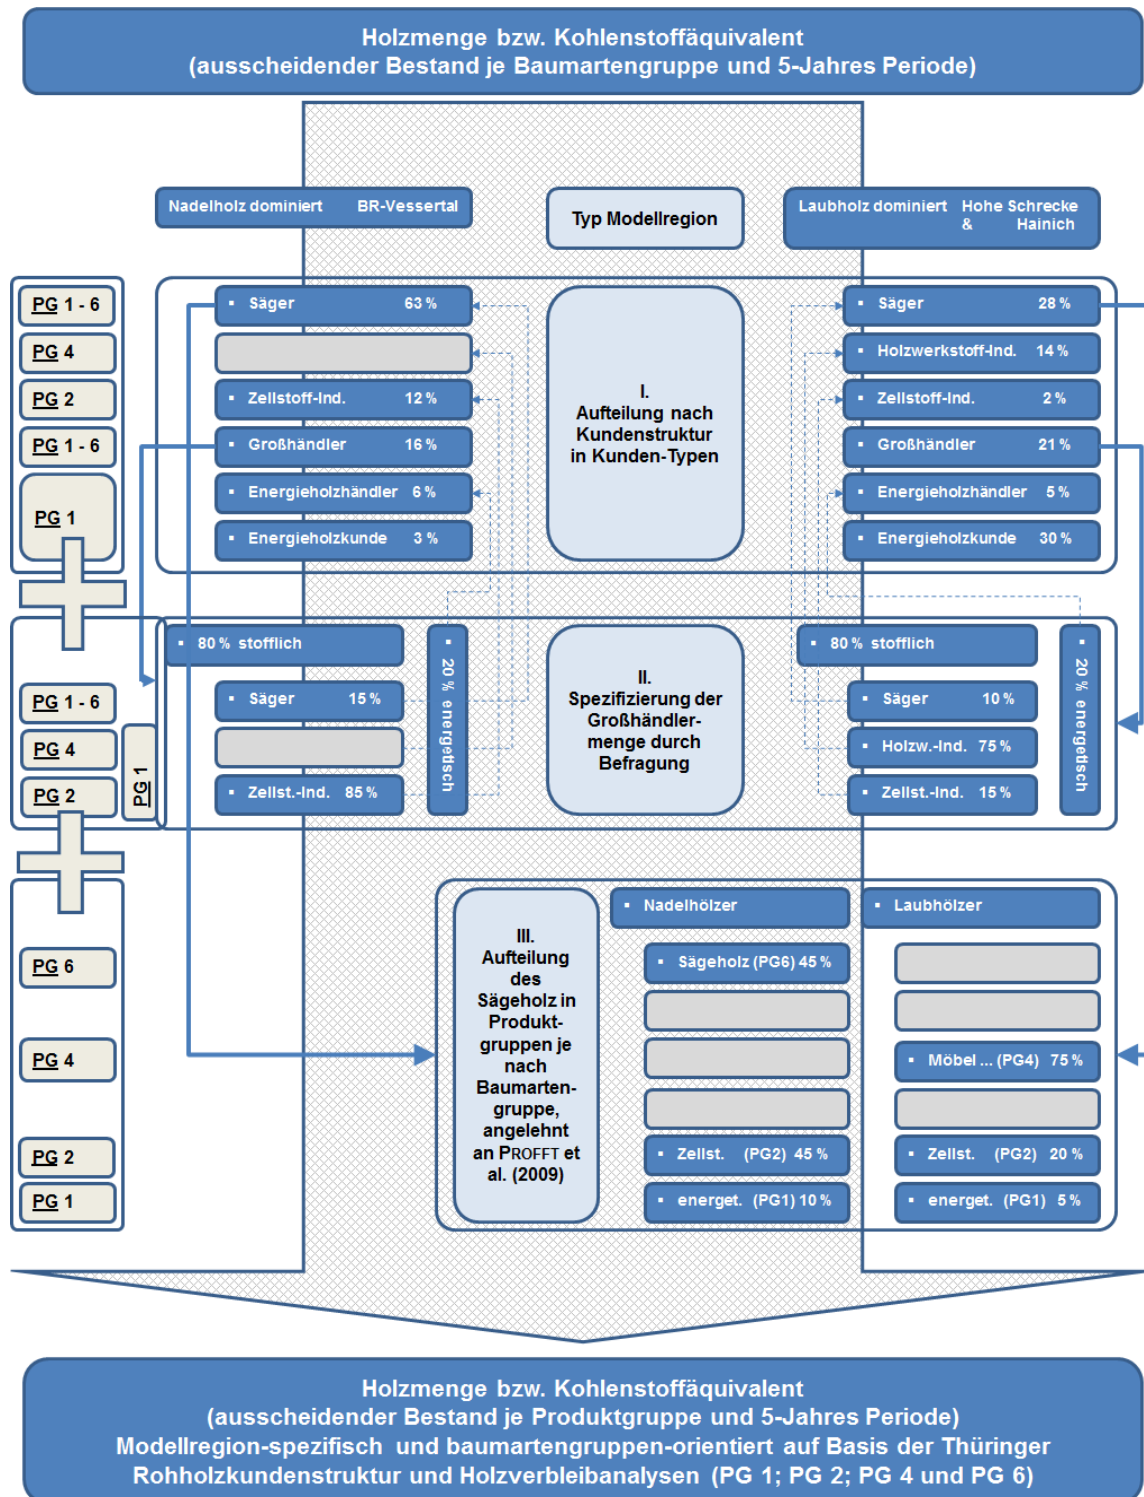 Holzmenge bzw. Kohlenstoffäquivalent
(ausscheidender Bestand je Baumartengruppe und 5-Jahres Periode)
Nadelholz dominiert BR-Vessertal
Typ Modellregion
Laubholz dominiert Hohe Schrecke
& Hainich
PG 1 - 6
PG 4
PG 2
PG 1 - 6
PG 1
▪ Säger 63 %
▪ Zellstoff-Ind. 12 %
▪ Großhändler 16 %
▪ Energieholzhändler 6 %
▪ Energieholzkunde 3 %
I.
Aufteilung nach
Kundenstruktur
in Kunden-Typen
▪ Säger 28 %
▪ Holzwerkstoff-Ind. 14 %
▪ Zellstoff-Ind. 2 %
▪ Großhändler 21 %
▪ Energieholzhändler 5 %
▪ Energieholzkunde 30 %
PG 1 - 6
PG 4
PG 2
PG 1
▪ 80 % stofflich
▪ Säger 15 %
▪ Zellst.-Ind. 85 %
▪ 20 % energetisch
II.
Spezifizierung der
Großhändler-
menge durch
Befragung
▪ 80 % stofflich
▪ Säger 10 %
▪ Holzw.-Ind. 75 %
▪ Zellst.-Ind. 15 %
▪ 20 % energetisch
PG 6
PG 4
PG 2
PG 1
III.
Aufteilung
des
Sägeholz in
Produkt-
gruppen je
nach
Baumarten-
gruppe,
angelehnt
an PROFFT et
al. (2009)
▪ Nadelhölzer
▪ Sägeholz (PG6) 45 %
▪ Zellst. (PG2) 45 %
▪ energet. (PG1) 10 %
▪ Laubhölzer
▪ Möbel ... (PG4) 75 %
▪ Zellst. (PG2) 20 %
▪ energet. (PG1) 5 %
Holzmenge bzw. Kohlenstoffäquivalent
(ausscheidender Bestand je Produktgruppe und 5-Jahres Periode)
Modellregion-spezifisch und baumartengruppen-orientiert auf Basis der Thüringer
Rohholzkundenstruktur und Holzverbleibanalysen (PG 1; PG 2; PG 4 und PG 6)